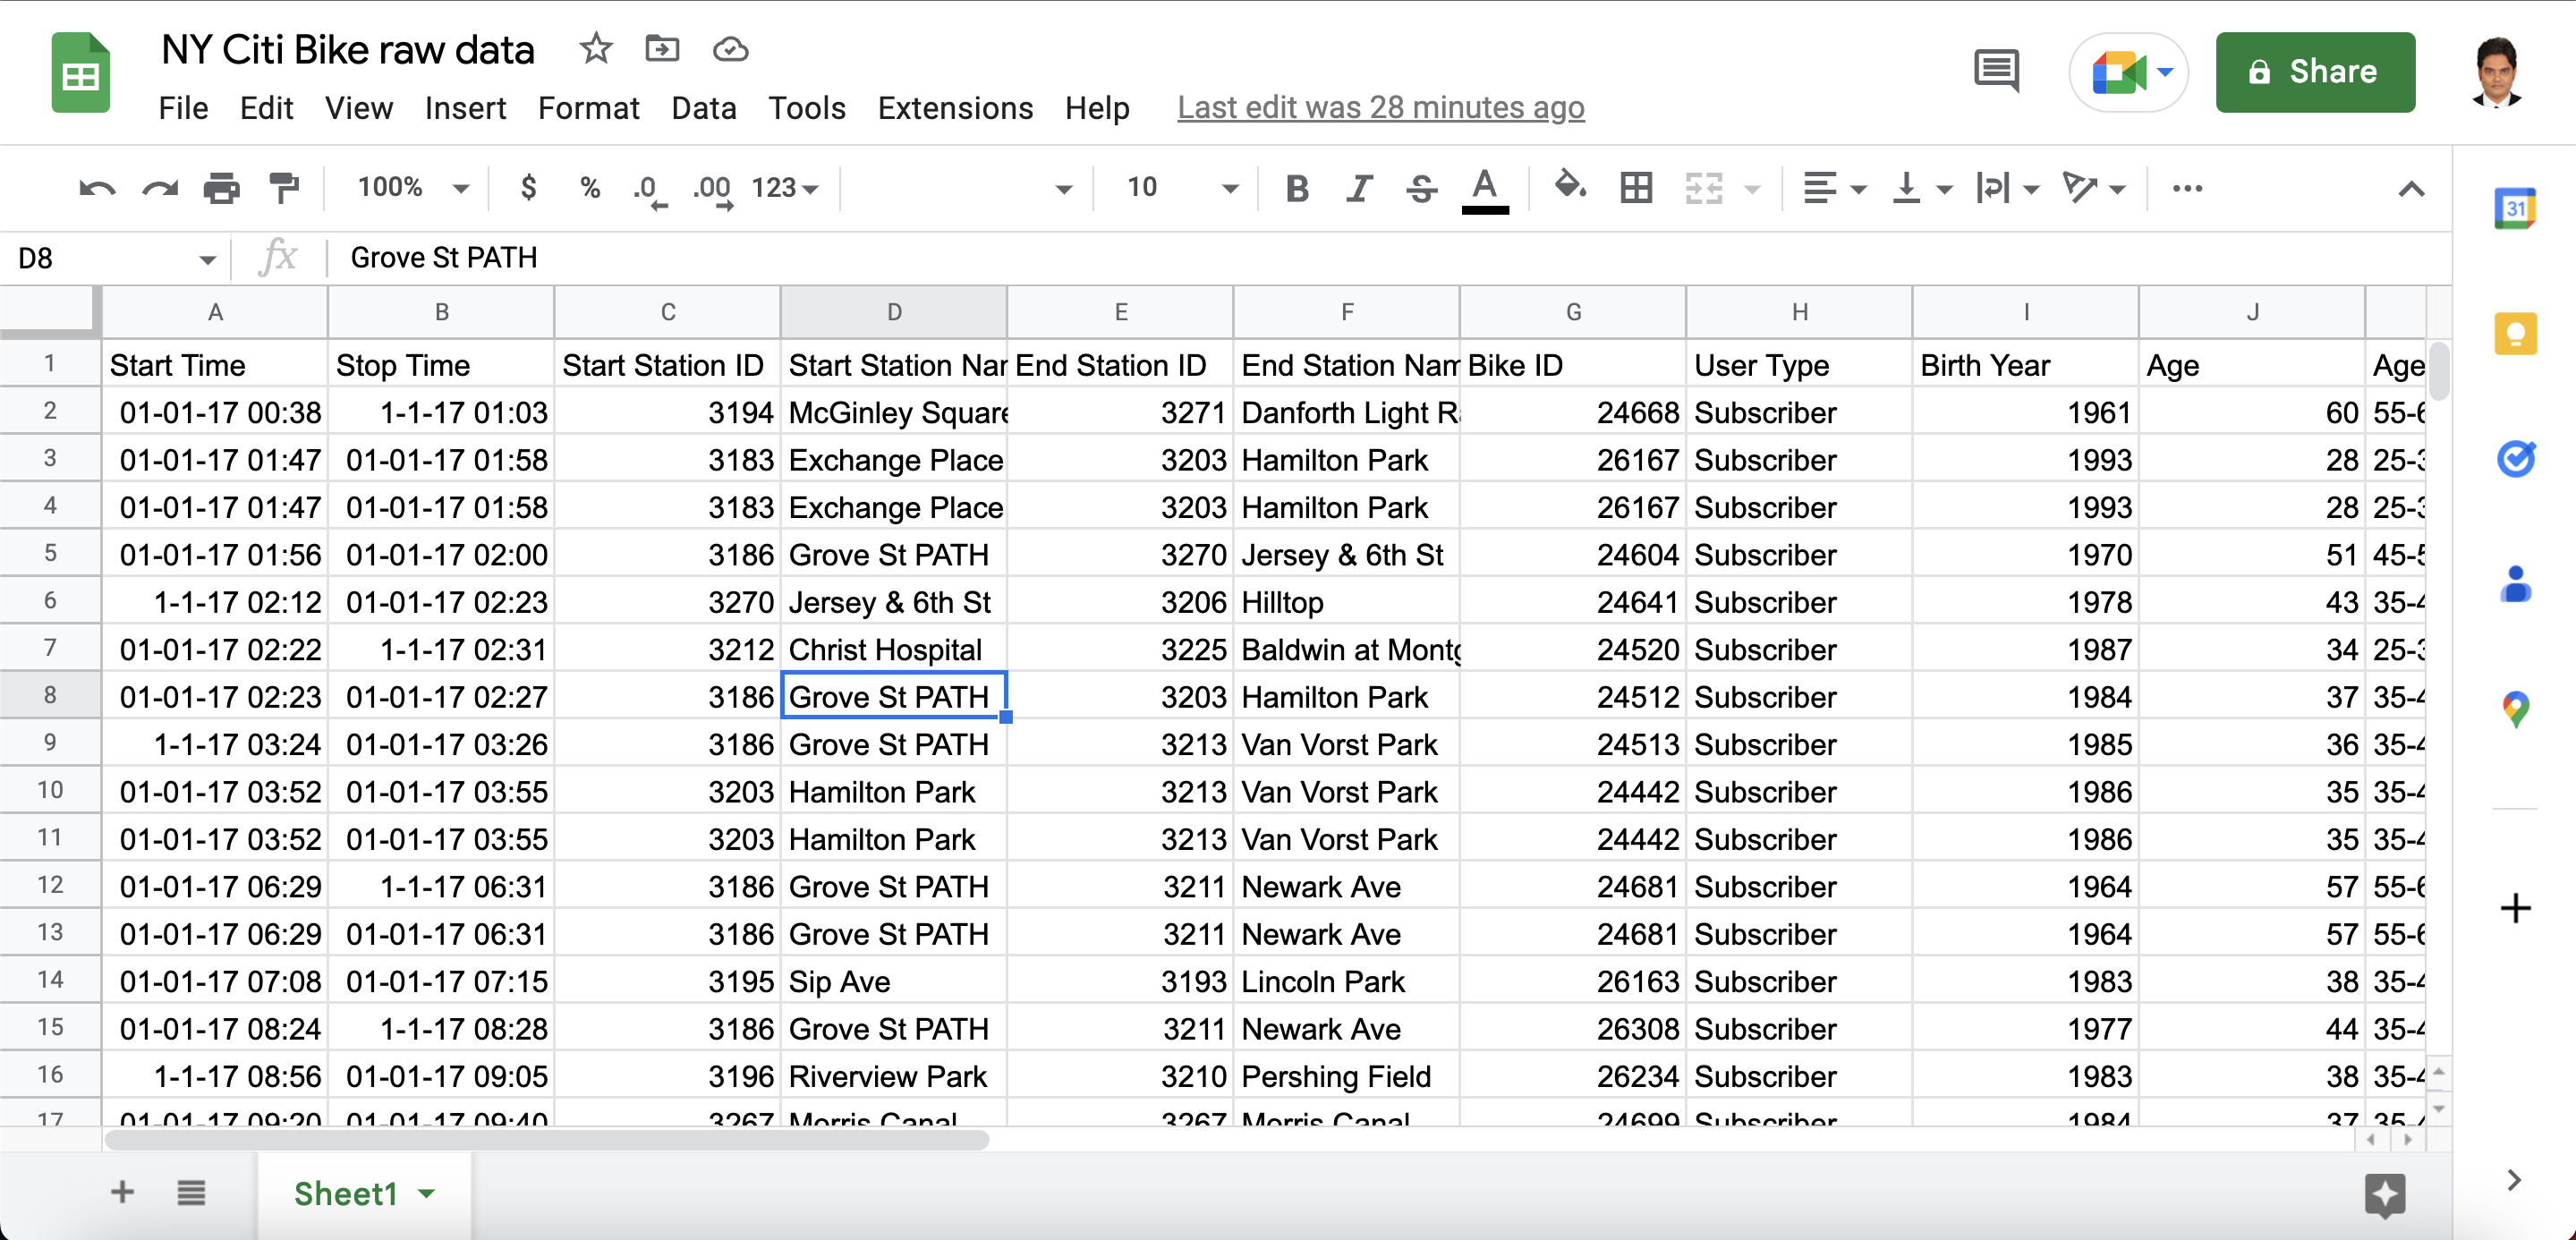 NY Citi Bike raw data
File Edit View Insert Format Data Tools Extensions Help Last edit was 28 minutes ago
Share
100% $ % .0 .00 123 10 B I S A
31
D8 fx Grove St PATH
A B C D E F G H I J
1 Start Time Stop Time Start Station ID Start Station Nam End Station ID End Station Nam Bike ID User Type Birth Year Age Age
2 01-01-17 00:38 1-1-17 01:03 3194 McGinley Square 3271 Danforth Light Ra 24668 Subscriber 1961 60 55-6
3 01-01-17 01:47 01-01-17 01:58 3183 Exchange Place 3203 Hamilton Park 26167 Subscriber 1993 28 25-3
4 01-01-17 01:47 01-01-17 01:58 3183 Exchange Place 3203 Hamilton Park 26167 Subscriber 1993 28 25-3
5 01-01-17 01:56 01-01-17 02:00 3186 Grove St PATH 3270 Jersey & 6th St 24604 Subscriber 1970 51 45-5
6 1-1-17 02:12 01-01-17 02:23 3270 Jersey & 6th St 3206 Hilltop 24641 Subscriber 1978 43 35-4
7 01-01-17 02:22 1-1-17 02:31 3212 Christ Hospital 3225 Baldwin at Montg 24520 Subscriber 1987 34 25-3
8 01-01-17 02:23 01-01-17 02:27 3186 Grove St PATH 3203 Hamilton Park 24512 Subscriber 1984 37 35-4
9 1-1-17 03:24 01-01-17 03:26 3186 Grove St PATH 3213 Van Vorst Park 24513 Subscriber 1985 36 35-4
10 01-01-17 03:52 01-01-17 03:55 3203 Hamilton Park 3213 Van Vorst Park 24442 Subscriber 1986 35 35-4
11 01-01-17 03:52 01-01-17 03:55 3203 Hamilton Park 3213 Van Vorst Park 24442 Subscriber 1986 35 35-4
12 01-01-17 06:29 1-1-17 06:31 3186 Grove St PATH 3211 Newark Ave 24681 Subscriber 1964 57 55-6
13 01-01-17 06:29 01-01-17 06:31 3186 Grove St PATH 3211 Newark Ave 24681 Subscriber 1964 57 55-6
14 01-01-17 07:08 01-01-17 07:15 3195 Sip Ave 3193 Lincoln Park 26163 Subscriber 1983 38 35-4
15 01-01-17 08:24 1-1-17 08:28 3186 Grove St PATH 3211 Newark Ave 26308 Subscriber 1977 44 35-4
16 1-1-17 08:56 01-01-17 09:05 3196 Riverview Park 3210 Pershing Field 26234 Subscriber 1983 38 35-4
17 01-01-17 09:20 01-01-17 09:40 3267 Morris Canal 3267 Morris Canal 24699 Subscriber 1984 37 35-4
Sheet1